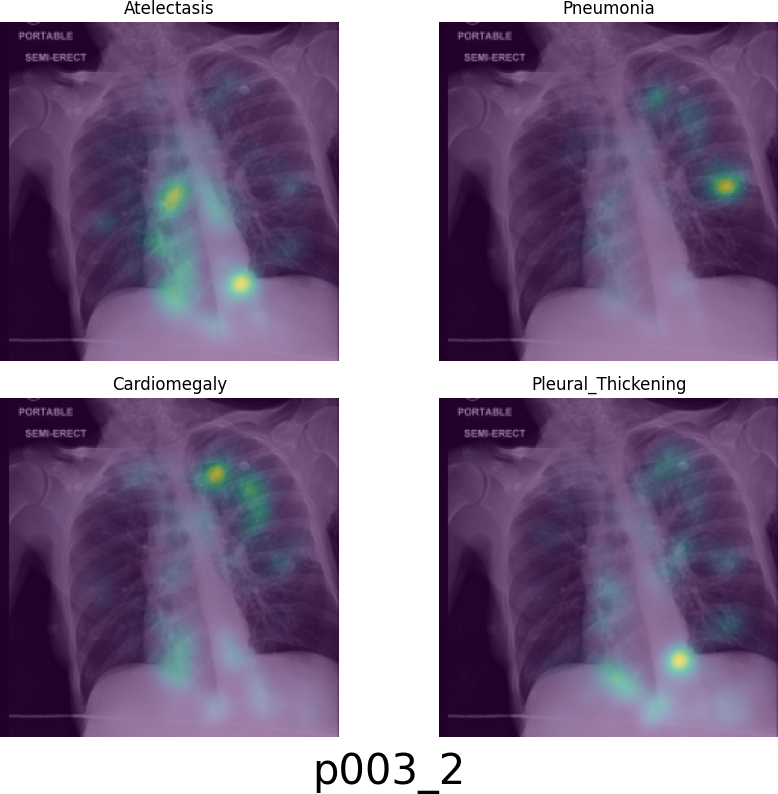 Atelectasis
Pneumonia
PORTABLE
SEMI-ERECT
PORTABLE
SEMI-ERECT
Cardiomegaly
Pleural_Thickening
PORTABLE
SEMI-ERECT
PORTABLE
SEMI-ERECT
p003_2